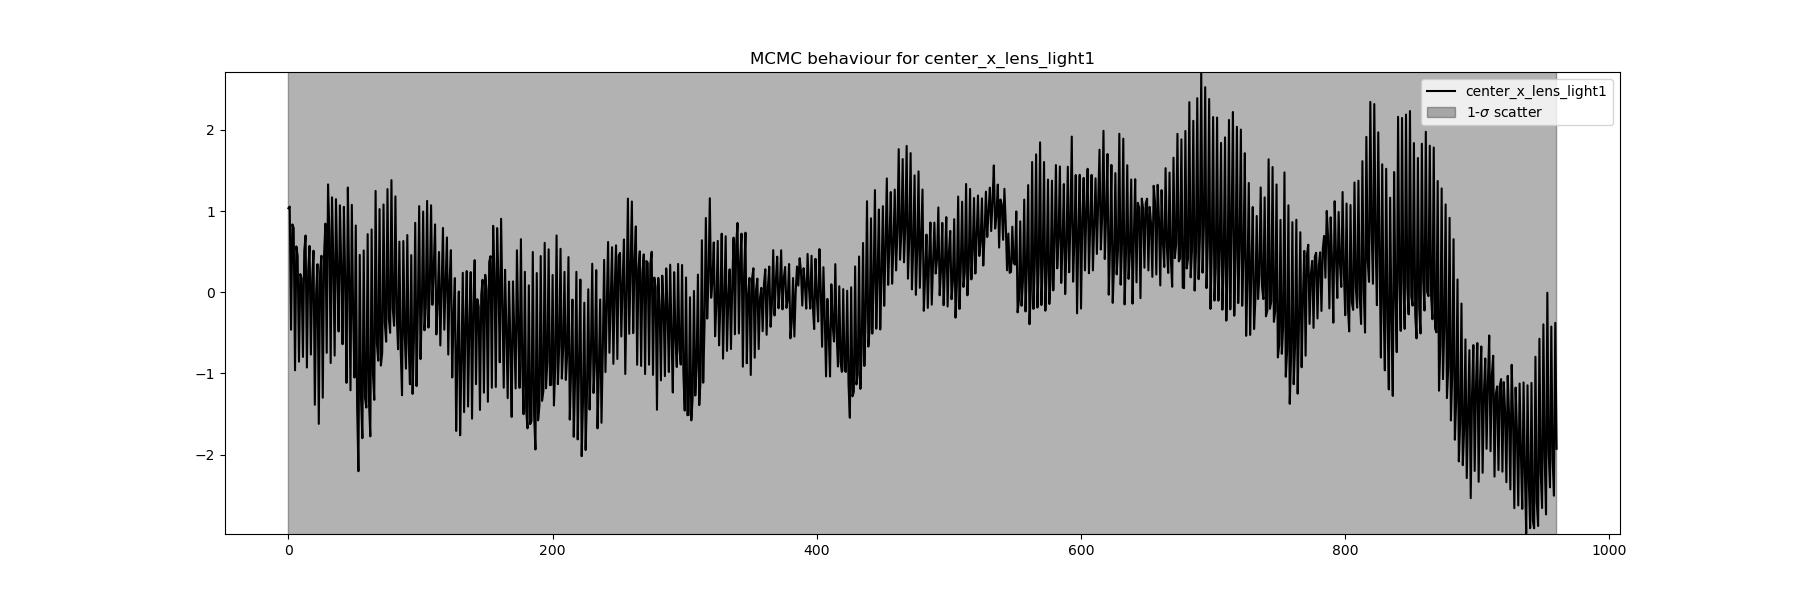 MCMC behaviour for center_x_lens_light1
center_x_lens_light1
1-σ scatter
2
1
0
−1
−2
0 200 400 600 800 1000